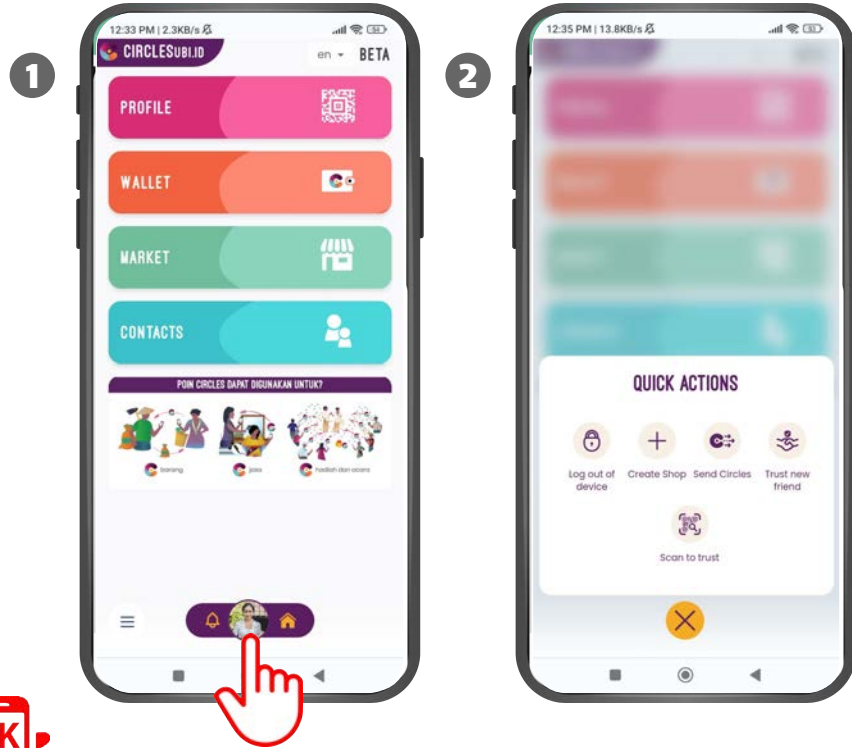 1
12:33 PM | 2.3KB/s
CIRCLESUBI.ID
en
BETA
PROFILE
WALLET
MARKET
CONTACTS
POIN CIRCLES DAPAT DIGUNAKAN UNTUK?
barang
jasa
hadiah dan acara
2
12:35 PM | 13.8KB/s
QUICK ACTIONS
Log out of
device
Create Shop
Send Circles
Trust new
friend
Scan to trust
K